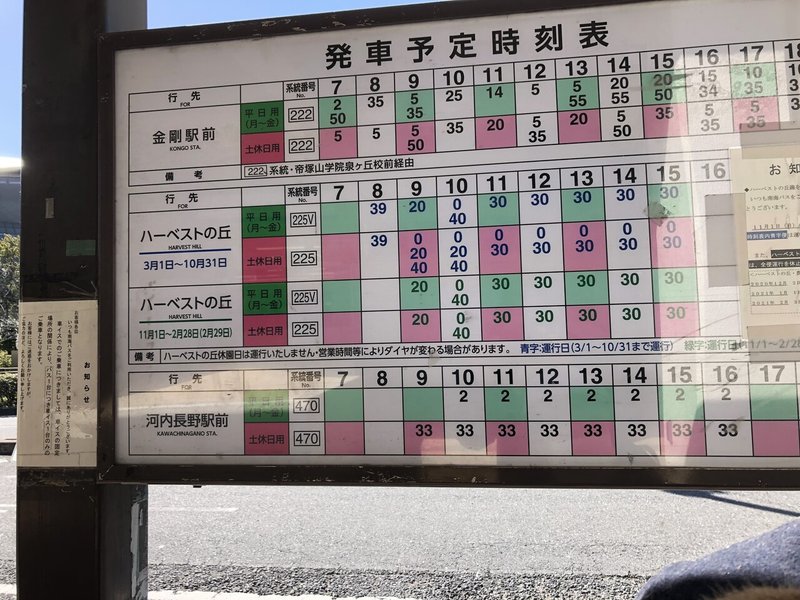 発車予定時刻表
行先 FOR 系統番号 No. 7 8 9 10 11 12 13 14 15 16 17 18
金剛駅前 KONGO STA.
平日用(月〜金) 222 2 50 35 5 35 25 14 5 5 55 20 50 20 50 15 34 10 35
土休日用 222 5 5 5 50 35 20 5 35 20 5 50 35 5 35 5 35
備考 222 系統・帝塚山学院泉ヶ丘校前経由
行先 FOR 系統番号 No. 7 8 9 10 11 12 13 14 15 16
ハーベストの丘 HARVEST HILL 3月1日〜10月31日
平日用(月〜金) 225V 39 20 0 40 30 30 30 30 30
土休日用 225 39 0 20 40 0 20 40 0 30 0 30 0 30 0 30 30
ハーベストの丘 HARVEST HILL 11月1日〜2月28日(2月29日)
平日用(月〜金) 225V 20 0 40 30 30 30 30 30
土休日用 225 20 0 40 30 30 30 30 30
備考 ハーベストの丘休園日は運行いたしません・営業時間等によりダイヤが変わる場合があります。 青字:運行日(3/1〜10/31まで運行) 緑字:運行日
行先 FOR 系統番号 No. 7 8 9 10 11 12 13 14 15 16 17
河内長野駅前 KAWACHINAGANO STA.
平日用(月〜金) 470 2 2 2 2 2 2
土休日用 470 33 33 33 33 33 33 33
お知らせ